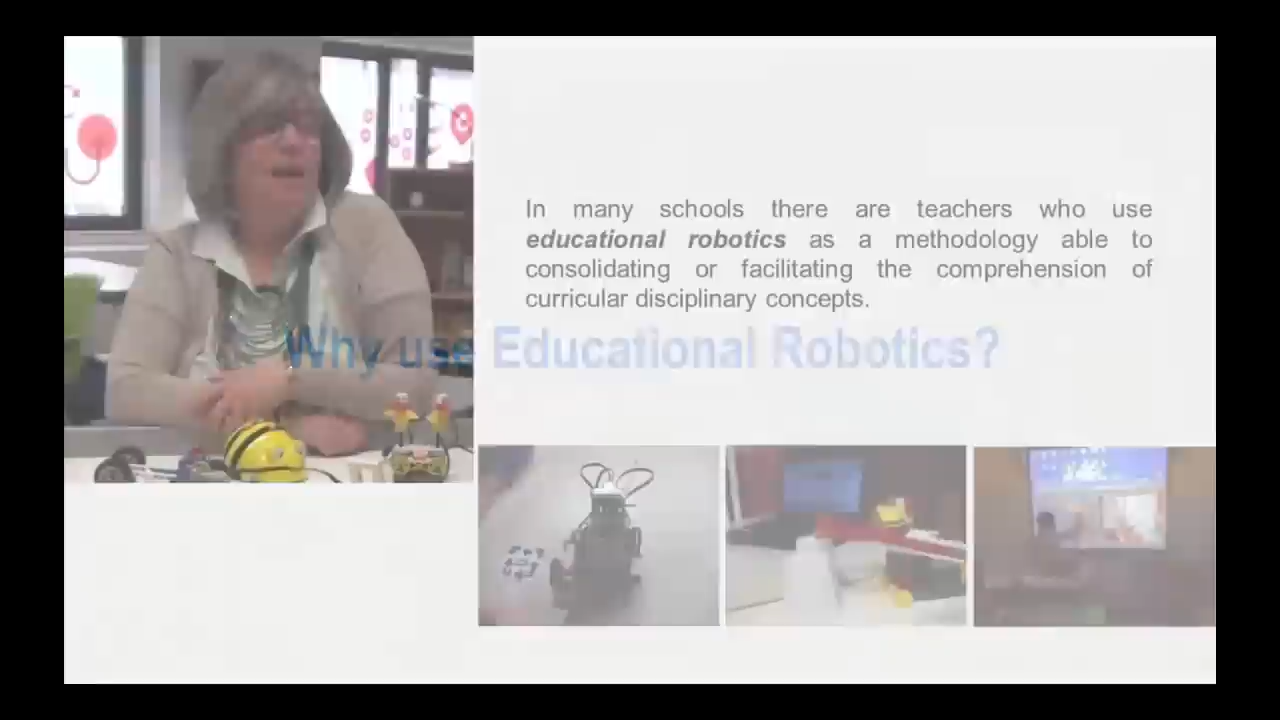 In many schools there are teachers who use
educational robotics as a methodology able to
consolidating or facilitating the comprehension of
curricular disciplinary concepts.
Why use Educational Robotics?